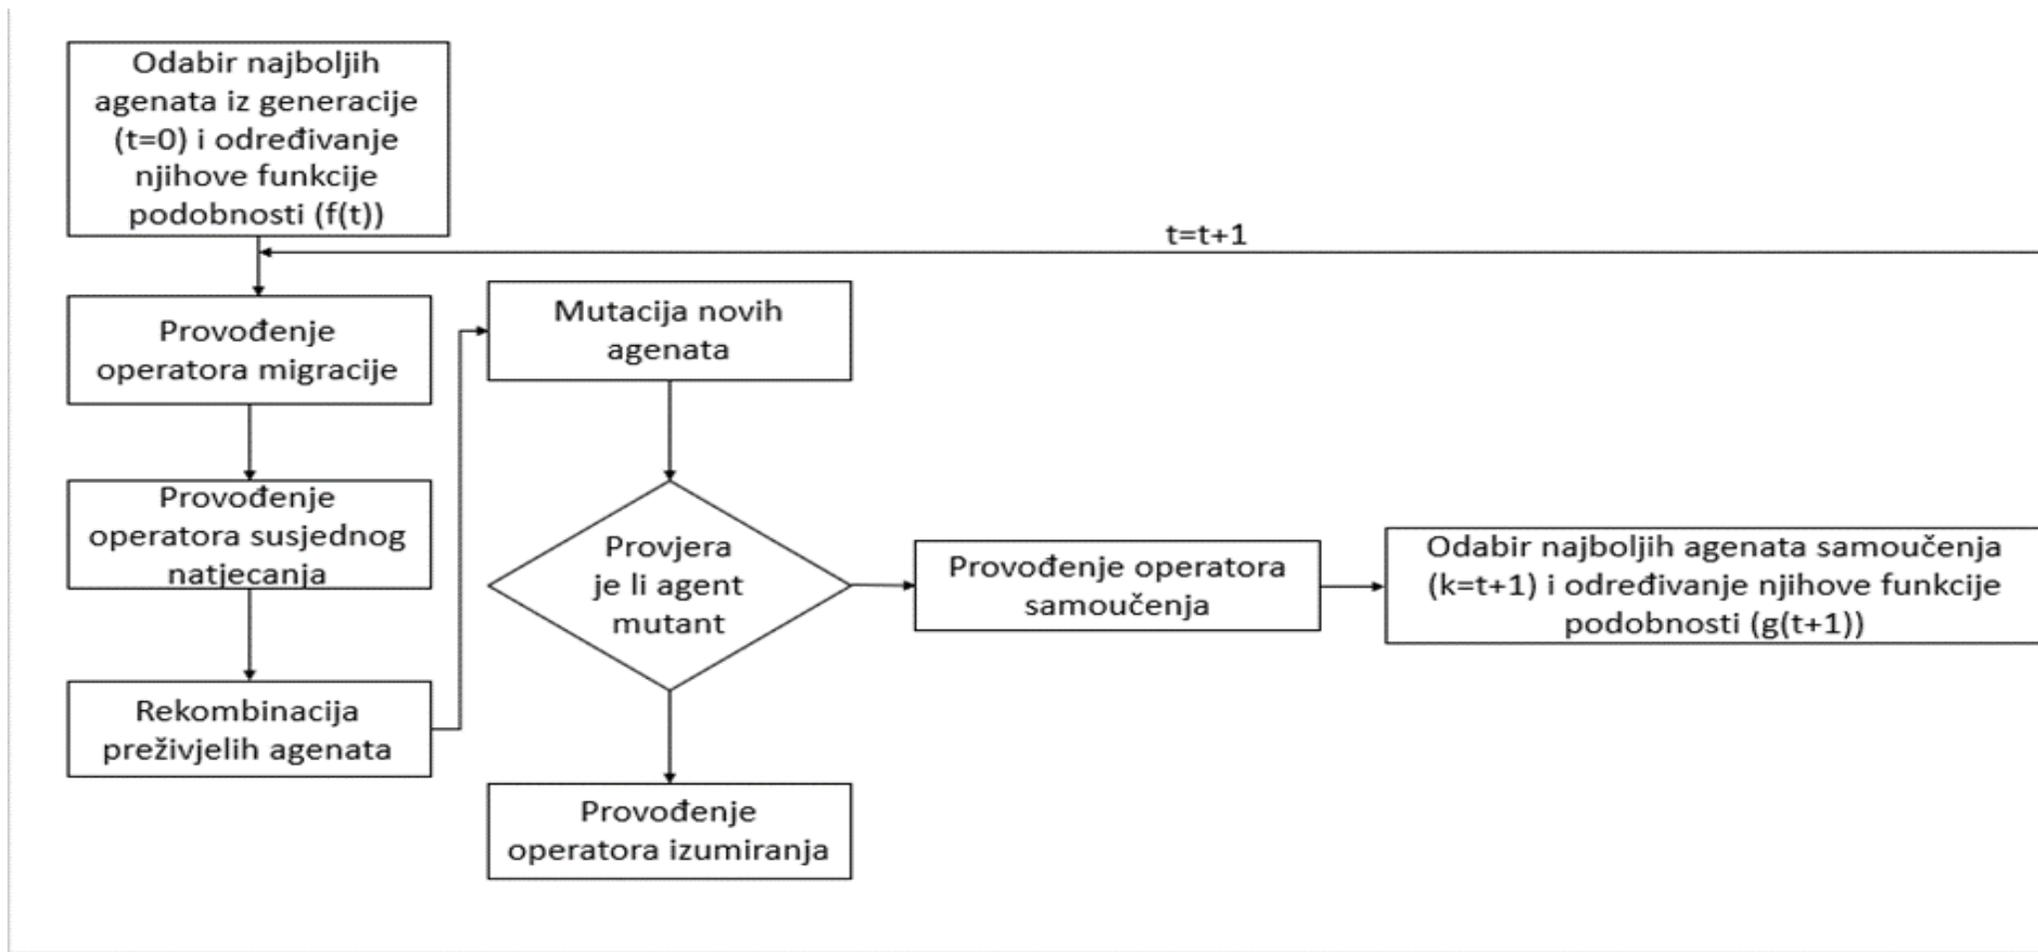 Odabir najboljih
agenata iz generacije
(t=0) i određivanje
njihove funkcije
podobnosti (f(t))
t=t+1
Provođenje
operatora migracije
Mutacija novih
agenata
Provođenje
operatora susjednog
natjecanja
Provjera
je li agent
mutant
Provođenje operatora
samoučenja
Odabir najboljih agenata samoučenja
(k=t+1) i određivanje njihove funkcije
podobnosti (g(t+1))
Rekombinacija
preživjelih agenata
Provođenje
operatora izumiranja